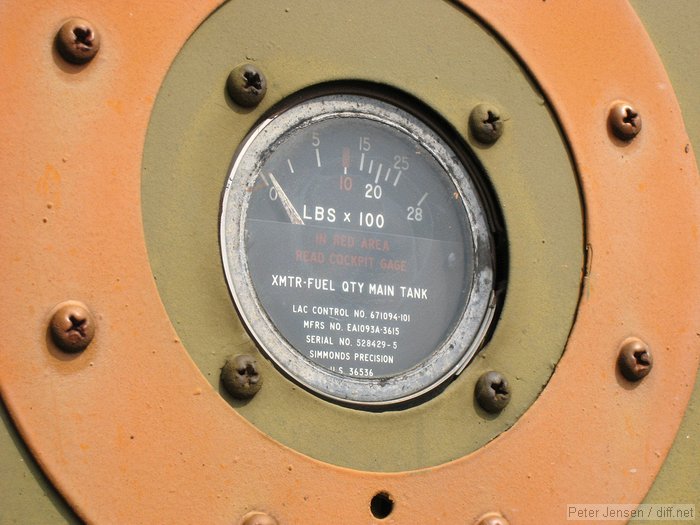 5 15 25
0 10 20 28
LBS x 100
IN RED AREA
READ COCKPIT GAGE
XMTR-FUEL QTY MAIN TANK
LAC CONTROL NO. 671094-101
MFRS NO. EA1093A-3615
SERIAL NO. 528429-5
SIMMONDS PRECISION
U.S. 36536
Peter Jensen / diff.net